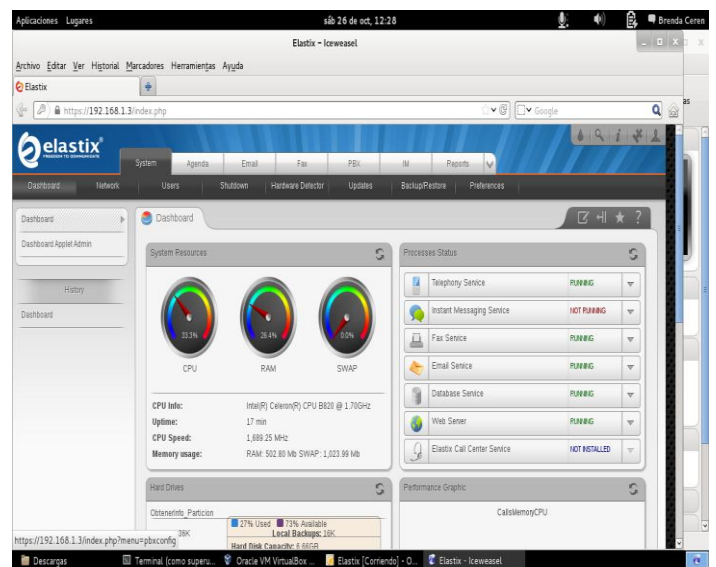 Aplicaciones Lugares sáb 26 de oct, 12:28 Brenda Ceren
Elastix - Iceweasel
Archivo Editar Ver Historial Marcadores Herramientas Ayuda
Elastix
https://192.168.1.3/index.php Google
elastix®
FREEDOM TO COMMUNICATE
System Agenda Email Fax PBX IM Reports
Dashboard Network Users Shutdown Hardware Detector Updates Backup/Restore Preferences
Dashboard
Dashboard Applet Admin
History
Dashboard
Dashboard
System Resources
33.3% 26.4% 0.0%
CPU RAM SWAP
CPU Info: Intel(R) Celeron(R) CPU B820 @ 1.70GHz
Uptime: 17 min
CPU Speed: 1,689.25 MHz
Memory usage: RAM: 502.80 Mb SWAP: 1,023.99 Mb
Processes Status
Telephony Service RUNNING
Instant Messaging Service NOT RUNNING
Fax Service RUNNING
Email Service RUNNING
Database Service RUNNING
Web Server RUNNING
Elastix Call Center Service NOT INSTALLED
Hard Drives
ObtenerInfo_Particion
27% Used 73% Available
36K Local Backups: 16K
Hard Disk Capacity: 6.66GB
Performance Graphic
CallsMemoryCPU
https://192.168.1.3/index.php?menu=pbxconfig
Descargas Terminal (como superu... Oracle VM VirtualBox ... Elastix [Corriendo] - O... Elastix - Iceweasel